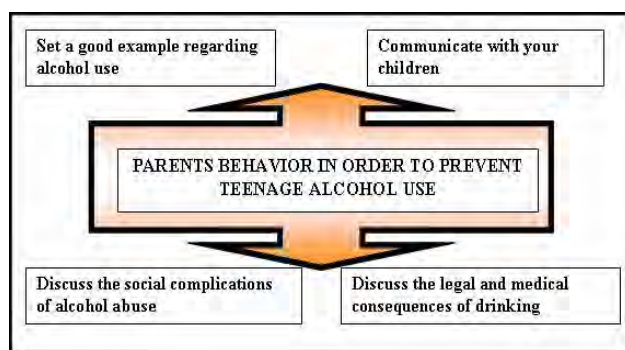 Set a good example regarding
alcohol use
Communicate with your
children
PARENTS BEHAVIOR IN ORDER TO PREVENT
TEENAGE ALCOHOL USE
Discuss the social complications
of alcohol abuse
Discuss the legal and medical
consequences of drinking